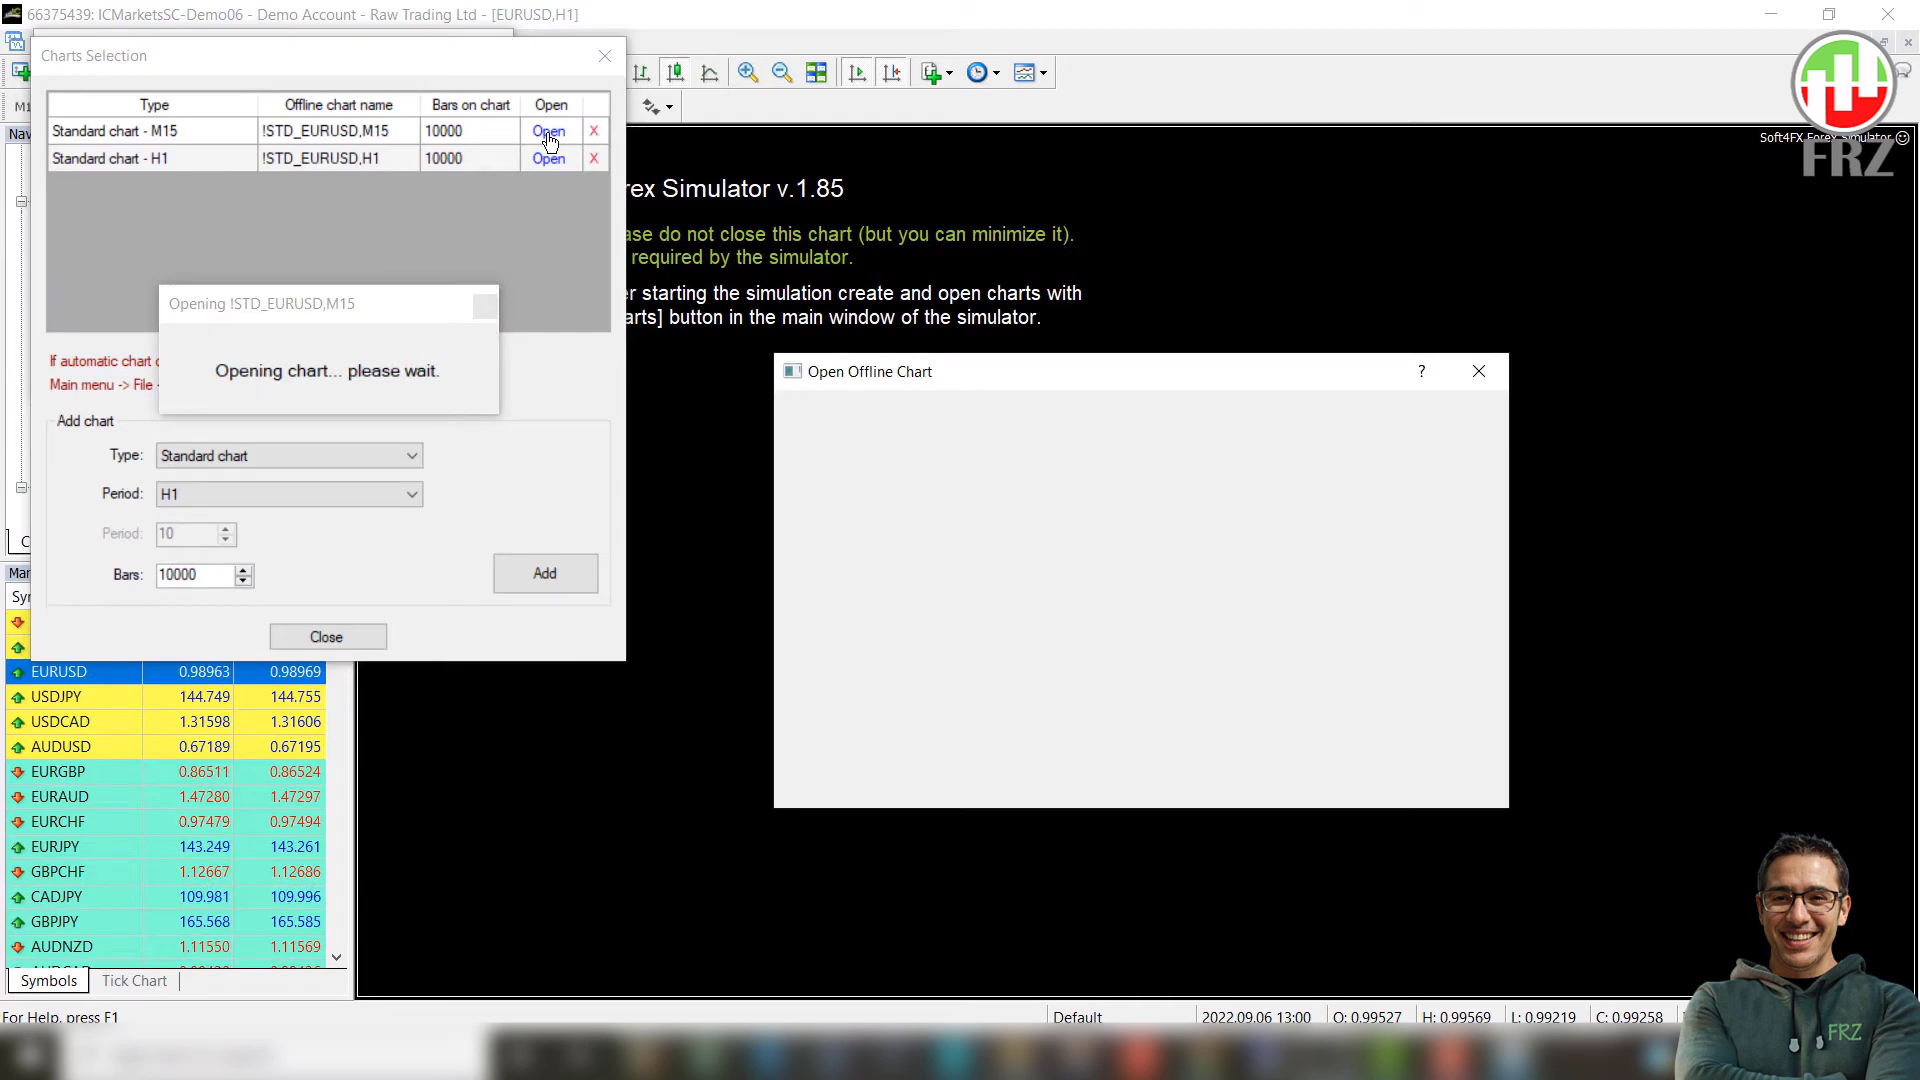 66375439: ICMarketsSC-Demo06 - Demo Account - Raw Trading Ltd - [EURUSD,H1]
Charts Selection
Type Offline chart name Bars on chart Open
Standard chart - M15 !STD_EURUSD,M15 10000 Open X
Standard chart - H1 !STD_EURUSD,H1 10000 Open X
M1
Nav
Soft4FX Forex Simulator
FRZ
rex Simulator v.1.85
ase do not close this chart (but you can minimize it).
required by the simulator.
er starting the simulation create and open charts with
arts] button in the main window of the simulator.
Opening !STD_EURUSD,M15
Opening chart... please wait.
If automatic chart
Main menu -> File
Open Offline Chart ?
Add chart
Type: Standard chart
Period: H1
Period: 10
Bars: 10000
Add
Close
C
Mar
Syr
EURUSD 0.98963 0.98969
USDJPY 144.749 144.755
USDCAD 1.31598 1.31606
AUDUSD 0.67189 0.67195
EURGBP 0.86511 0.86524
EURAUD 1.47280 1.47297
EURCHF 0.97479 0.97494
EURJPY 143.249 143.261
GBPCHF 1.12667 1.12686
CADJPY 109.981 109.996
GBPJPY 165.568 165.585
AUDNZD 1.11550 1.11569
Symbols Tick Chart
For Help, press F1
Default 2022.09.06 13:00 O: 0.99527 H: 0.99569 L: 0.99219 C: 0.99258
FRZ